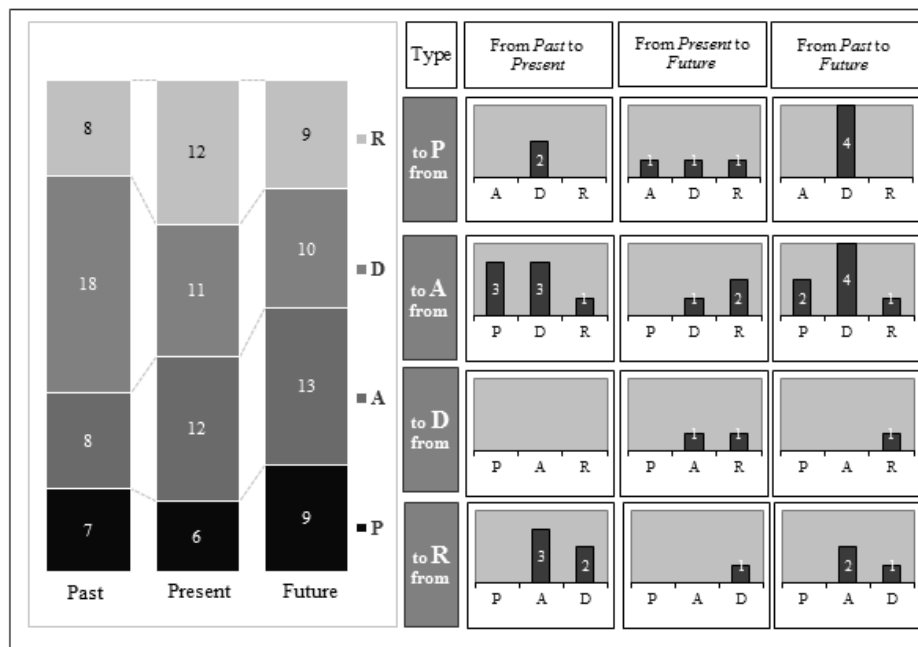 Type
From Past to
Present
From Present to
Future
From Past to
Future
8
12
9
R
18
11
10
D
8
12
13
A
7
6
9
P
Past Present Future
to P
from
2
A D R
1 1 1
A D R
4
A D R
to A
from
3 3 1
P D R
1 2
P D R
2 4 1
P D R
to D
from
P A R
1 1
P A R
1
P A R
to R
from
3 2
P A D
1
P A D
2 1
P A D